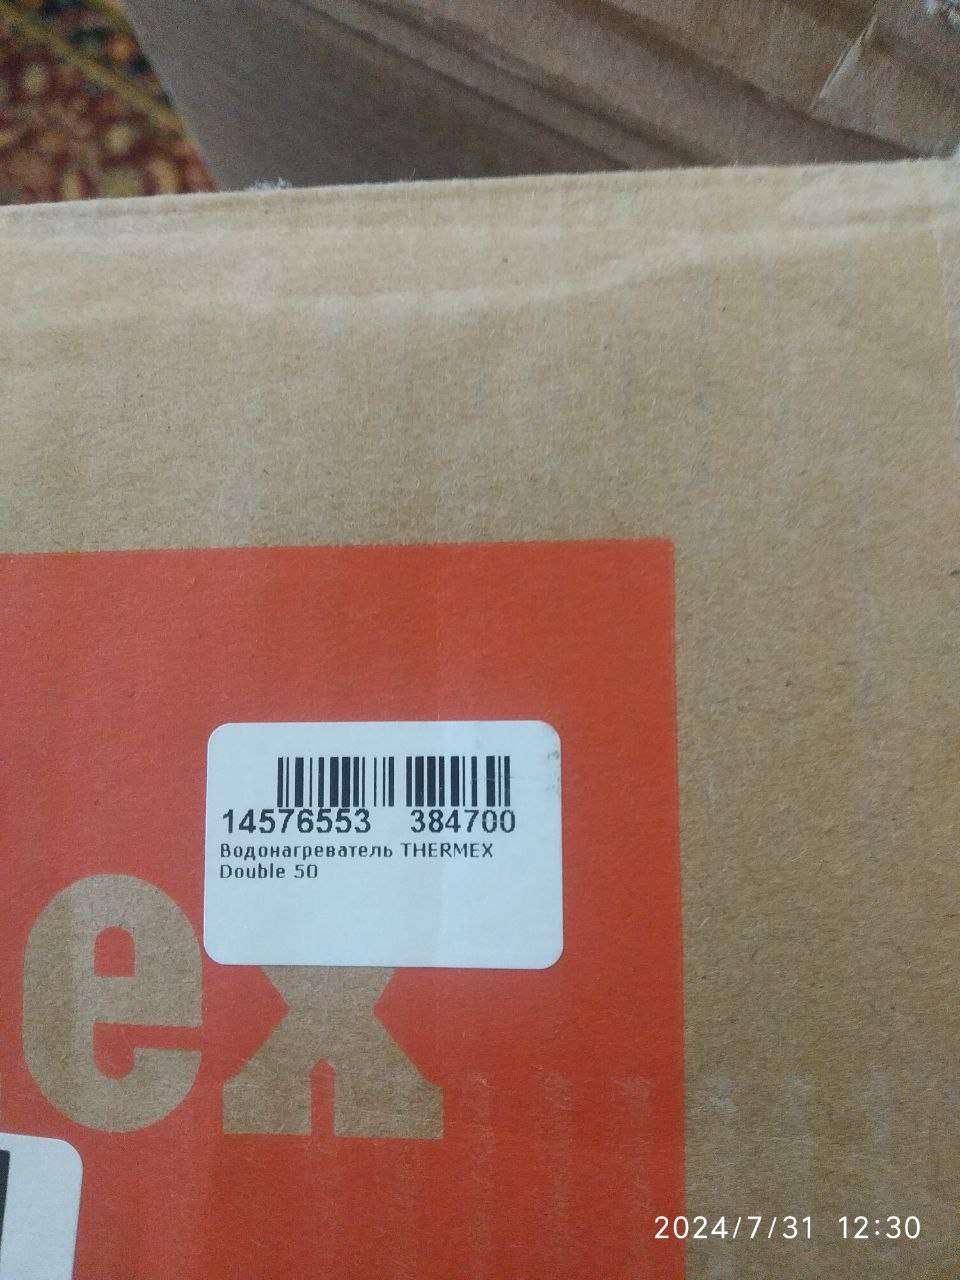 14576553 384700
Водонагреватель THERMEX
Double 50
ex
2024/7/31 12:30